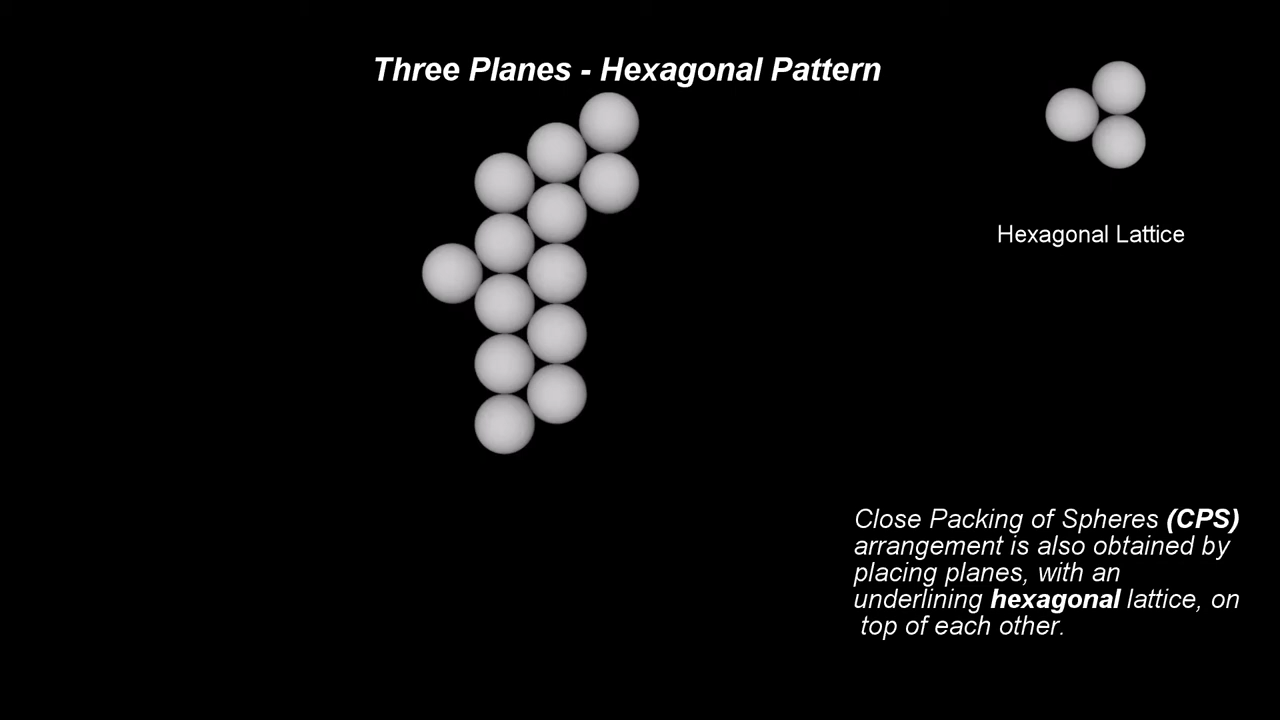 Three Planes - Hexagonal Pattern
Hexagonal Lattice
Close Packing of Spheres (CPS)
arrangement is also obtained by
placing planes, with an
underlining hexagonal lattice, on
top of each other.